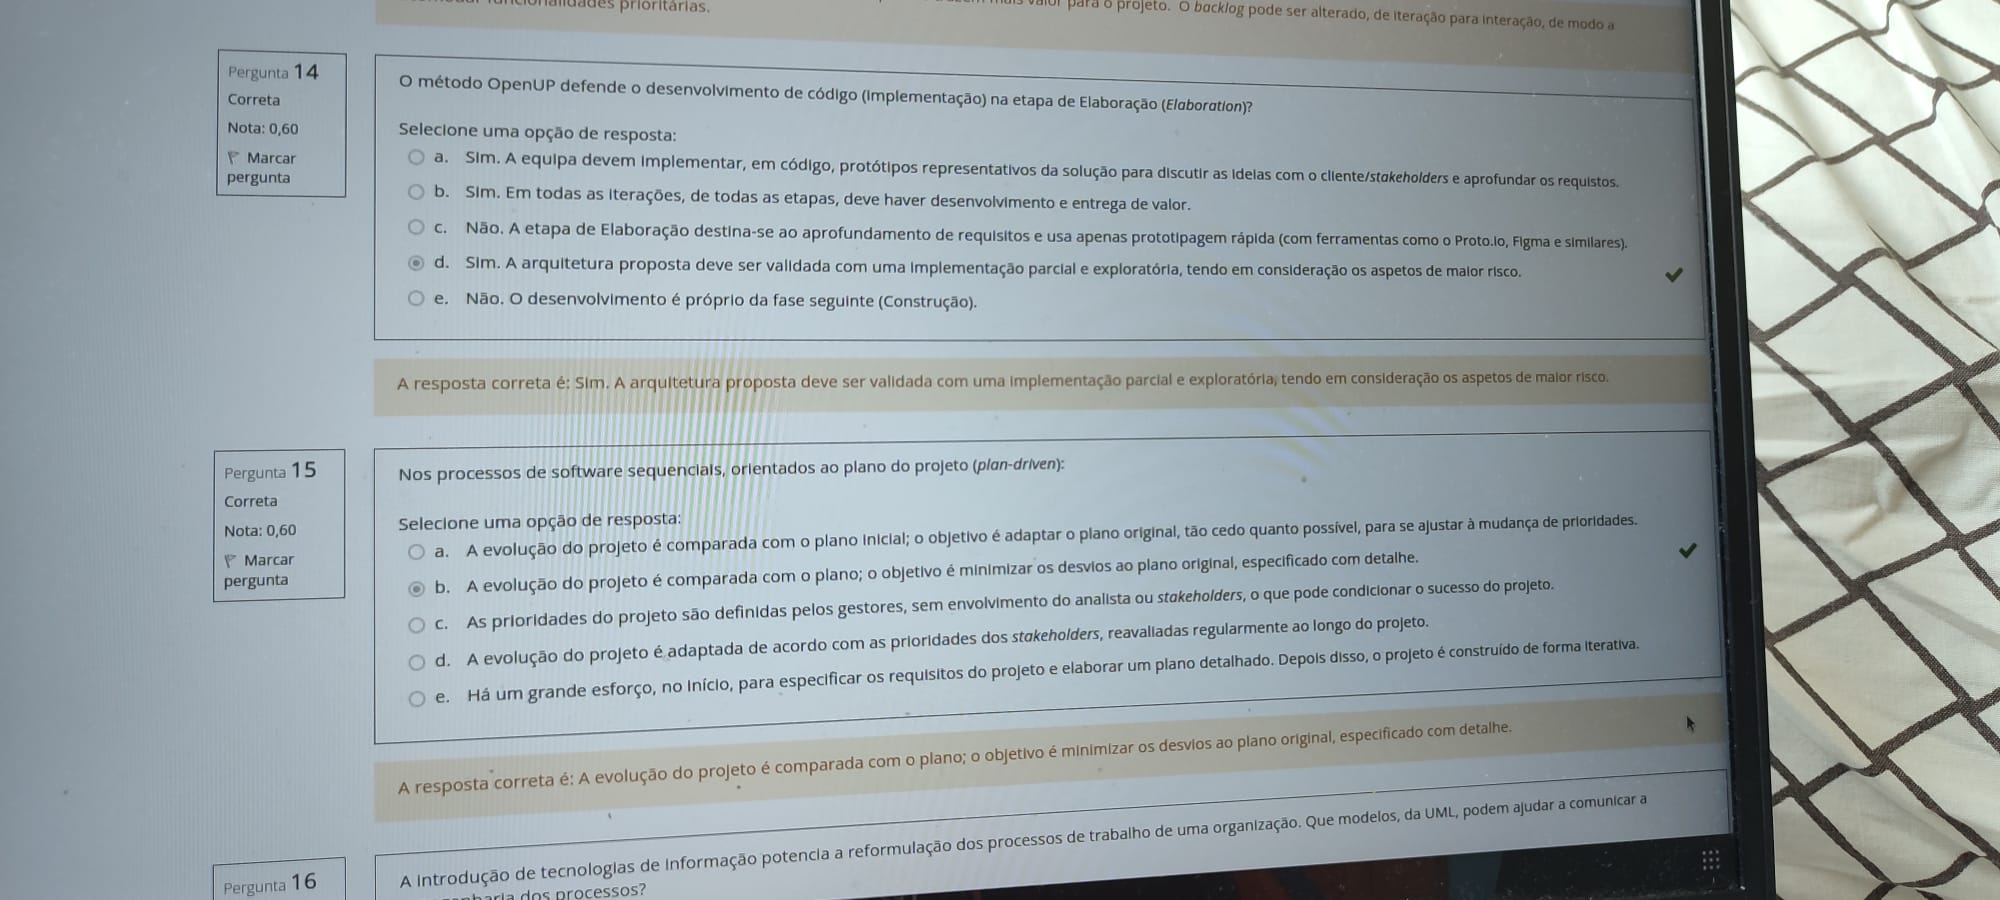 funcionalidades prioritárias.
mais valor para o projeto. O backlog pode ser alterado, de iteração para interação, de modo a
Pergunta 14
Correta
Nota: 0,60
Marcar
pergunta
O método OpenUP defende o desenvolvimento de código (implementação) na etapa de Elaboração (Elaboration)?
Selecione uma opção de resposta:
a. Sim. A equipa devem implementar, em código, protótipos representativos da solução para discutir as ideias com o cliente/stakeholders e aprofundar os requistos.
b. Sim. Em todas as iterações, de todas as etapas, deve haver desenvolvimento e entrega de valor.
c. Não. A etapa de Elaboração destina-se ao aprofundamento de requisitos e usa apenas prototipagem rápida (com ferramentas como o Proto.io, Figma e similares).
d. Sim. A arquitetura proposta deve ser validada com uma implementação parcial e exploratória, tendo em consideração os aspetos de maior risco.
e. Não. O desenvolvimento é próprio da fase seguinte (Construção).
A resposta correta é: Sim. A arquitetura proposta deve ser validada com uma implementação parcial e exploratória, tendo em consideração os aspetos de maior risco.
Pergunta 15
Correta
Nota: 0,60
Marcar
pergunta
Nos processos de software sequenciais, orientados ao plano do projeto (plan-driven):
Selecione uma opção de resposta:
a. A evolução do projeto é comparada com o plano inicial; o objetivo é adaptar o plano original, tão cedo quanto possível, para se ajustar à mudança de prioridades.
b. A evolução do projeto é comparada com o plano; o objetivo é minimizar os desvios ao plano original, especificado com detalhe.
c. As prioridades do projeto são definidas pelos gestores, sem envolvimento do analista ou stakeholders, o que pode condicionar o sucesso do projeto.
d. A evolução do projeto é adaptada de acordo com as prioridades dos stakeholders, reavaliadas regularmente ao longo do projeto.
e. Há um grande esforço, no início, para especificar os requisitos do projeto e elaborar um plano detalhado. Depois disso, o projeto é construído de forma iterativa.
A resposta correta é: A evolução do projeto é comparada com o plano; o objetivo é minimizar os desvios ao plano original, especificado com detalhe.
Pergunta 16
A introdução de tecnologias de informação potencia a reformulação dos processos de trabalho de uma organização. Que modelos, da UML, podem ajudar a comunicar a
dos processos?